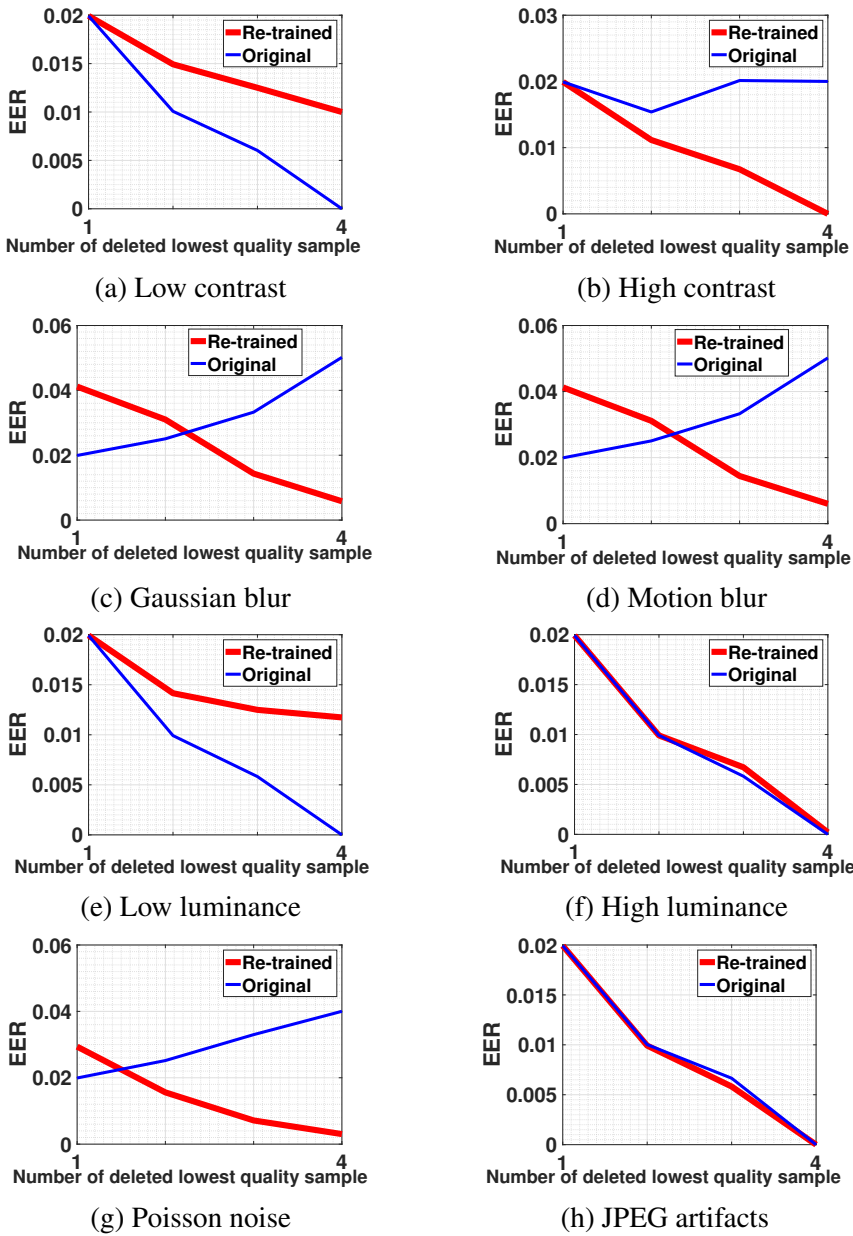 0.02
0.015
0.01
0.005
0
EER
Re-trained
Original
1
4
Number of deleted lowest quality sample
(a) Low contrast
0.03
0.02
0.01
0
EER
Re-trained
Original
1
4
Number of deleted lowest quality sample
(b) High contrast
0.06
0.04
0.02
0
EER
Re-trained
Original
1
4
Number of deleted lowest quality sample
(c) Gaussian blur
0.06
0.04
0.02
0
EER
Re-trained
Original
1
4
Number of deleted lowest quality sample
(d) Motion blur
0.02
0.015
0.01
0.005
0
EER
Re-trained
Original
1
4
Number of deleted lowest quality sample
(e) Low luminance
0.02
0.015
0.01
0.005
0
EER
Re-trained
Original
1
4
Number of deleted lowest quality sample
(f) High luminance
0.06
0.04
0.02
0
EER
Re-trained
Original
1
4
Number of deleted lowest quality sample
(g) Poisson noise
0.02
0.015
0.01
0.005
0
EER
Re-trained
Original
1
4
Number of deleted lowest quality sample
(h) JPEG artifacts